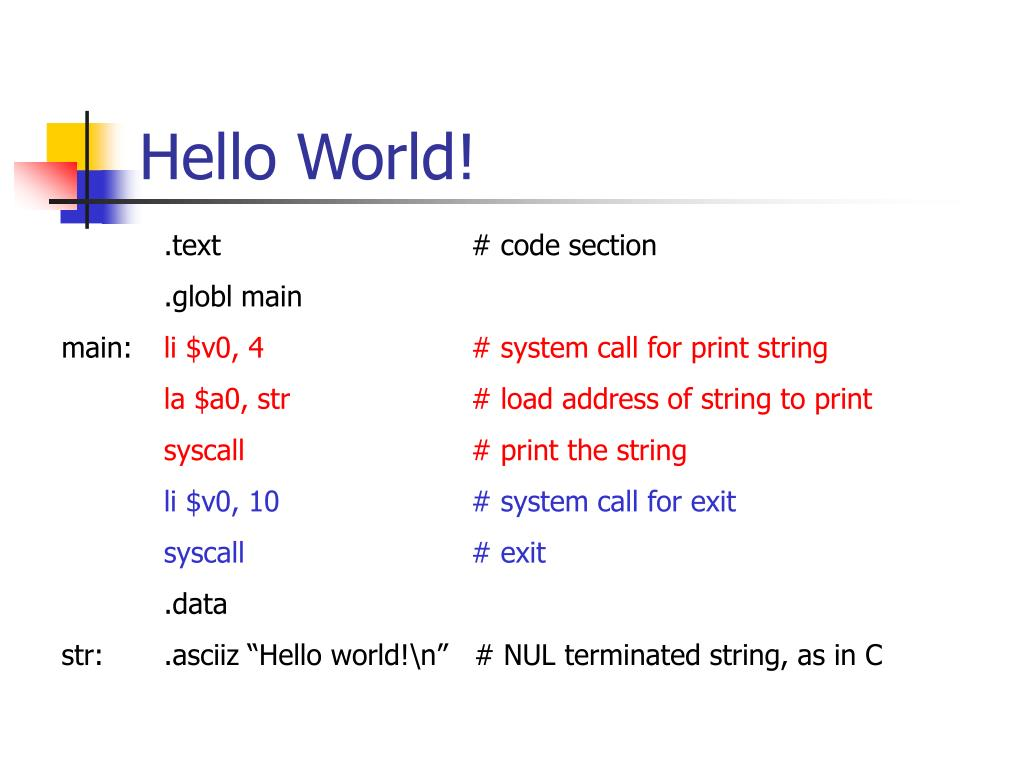 Hello World!
.text # code section
.globl main
main: li $v0, 4 # system call for print string
la $a0, str # load address of string to print
syscall # print the string
li $v0, 10 # system call for exit
syscall # exit
.data
str: .asciiz “Hello world!\n” # NUL terminated string, as in C